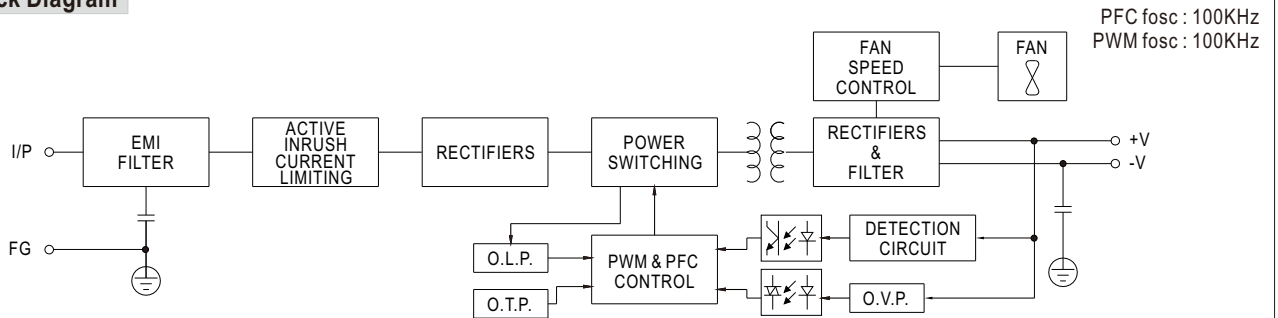 ck Diagram
PFC fosc : 100KHz
PWM fosc : 100KHz
FAN
SPEED
CONTROL
FAN
I/P
EMI
FILTER
ACTIVE
INRUSH
CURRENT
LIMITING
RECTIFIERS
POWER
SWITCHING
RECTIFIERS
&
FILTER
+V
-V
FG
O.L.P.
O.T.P.
PWM & PFC
CONTROL
DETECTION
CIRCUIT
O.V.P.